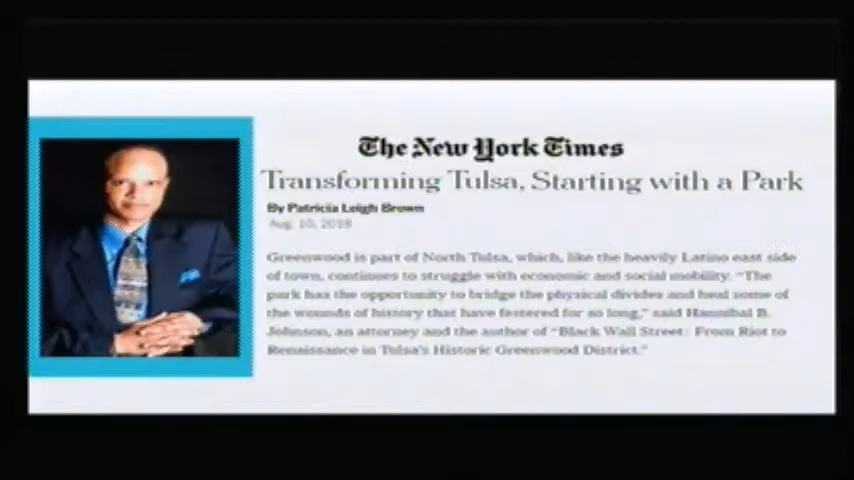 The New York Times
Transforming Tulsa, Starting with a Park
By Patricia Leigh Brown
Aug. 10, 2018
Greenwood is part of North Tulsa, which, like the heavily Latino east side
of town, continues to struggle with economic and social mobility. "The
park has the opportunity to bridge the physical divides and heal some of
the wounds of history that have festered for so long," said Hannibal B.
Johnson, an attorney and the author of "Black Wall Street: From Riot to
Renaissance in Tulsa's Historic Greenwood District."